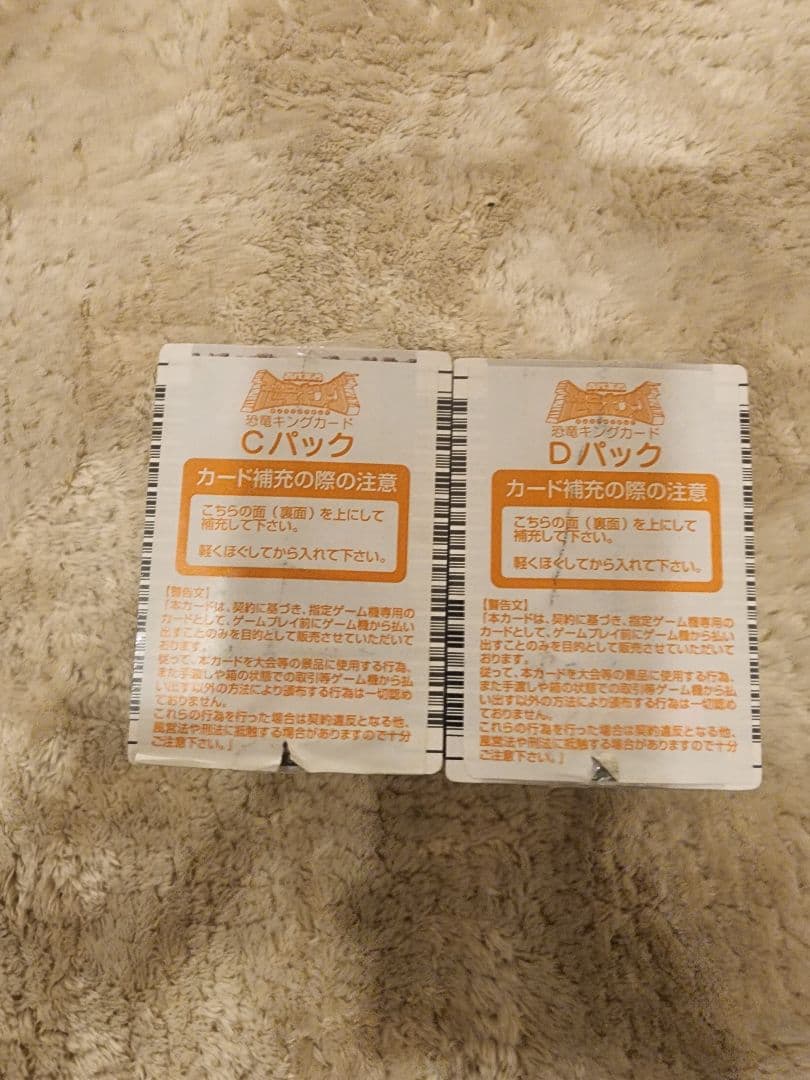 恐竜キングカード
Cパック
カード補充の際の注意
こちらの面（裏面）を上にして
補充して下さい。
軽くほぐしてから入れて下さい。
【警告文】
「本カードは、契約に基づき、指定ゲーム機専用の
カードとして、ゲームプレイ前にゲーム機から払い
出すことのみを目的として販売させていただいて
おります。
従って、本カードを大会等の景品に使用する行為、
また手渡しや箱の状態での取引等ゲーム機から払
い出す以外の方法により頒布する行為は一切認め
ておりません。
これらの行為を行った場合は契約違反となる他、
風営法や刑法に抵触する場合がありますので十分
ご注意下さい。」
恐竜キングカード
Dパック
カード補充の際の注意
こちらの面（裏面）を上にして
補充して下さい。
軽くほぐしてから入れて下さい。
【警告文】
「本カードは、契約に基づき、指定ゲーム機専用の
カードとして、ゲームプレイ前にゲーム機から払い
出すことのみを目的として販売させていただいて
おります。
従って、本カードを大会等の景品に使用する行為、
また手渡しや箱の状態での取引等ゲーム機から払
い出す以外の方法により頒布する行為は一切認め
ておりません。
これらの行為を行った場合は契約違反となる他、
風営法や刑法に抵触する場合がありますので十分
ご注意下さい。」